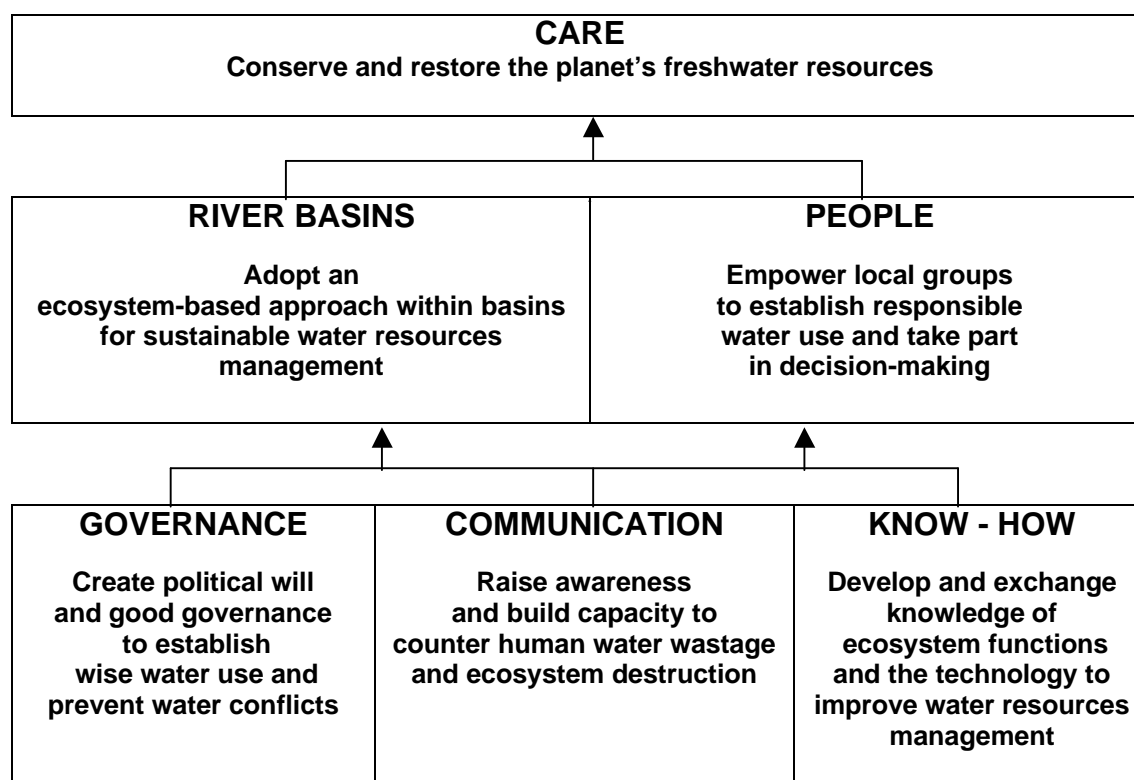 CARE
Conserve and restore the planet’s freshwater resources
RIVER BASINS
Adopt an
ecosystem-based approach within basins
for sustainable water resources
management
PEOPLE
Empower local groups
to establish responsible
water use and take part
in decision-making
GOVERNANCE
Create political will
and good governance
to establish
wise water use and
prevent water conflicts
COMMUNICATION
Raise awareness
and build capacity to
counter human water wastage
and ecosystem destruction
KNOW - HOW
Develop and exchange
knowledge of
ecosystem functions
and the technology to
improve water resources
management